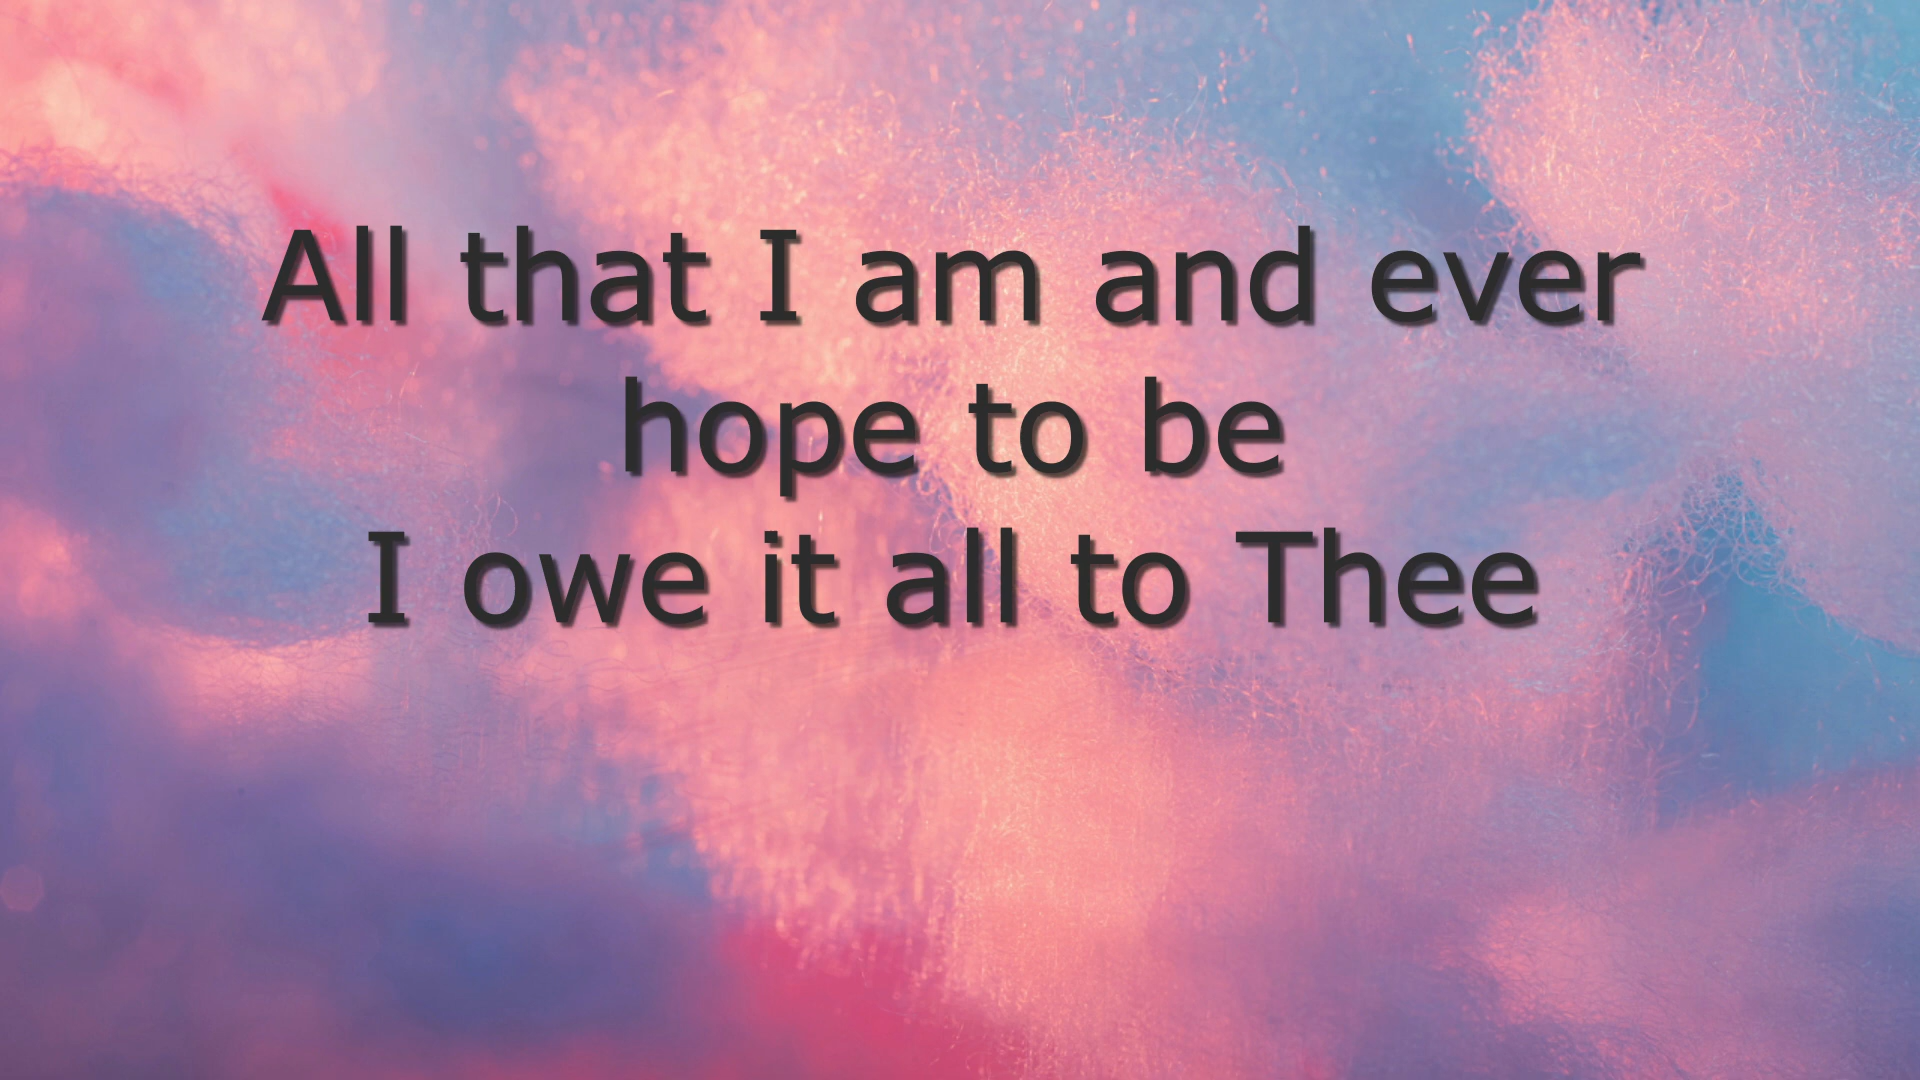 All that I am and ever
hope to be
I owe it all to Thee